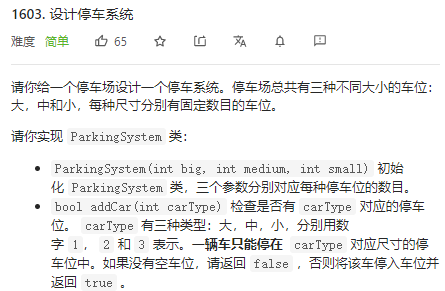 1603. 设计停车系统
难度 简单 65
请你给一个停车场设计一个停车系统。停车场总共有三种不同大小的车位：
大，中和小，每种尺寸分别有固定数目的车位。
请你实现 ParkingSystem 类：
• ParkingSystem(int big, int medium, int small) 初始
化 ParkingSystem 类，三个参数分别对应每种停车位的数目。
• bool addCar(int carType) 检查是否有 carType 对应的停车
位。 carType 有三种类型：大，中，小，分别用数
字 1 ， 2 和 3 表示。一辆车只能停在 carType 对应尺寸的停
车位中。如果没有空车位，请返回 false ，否则将该车停入车位并
返回 true 。